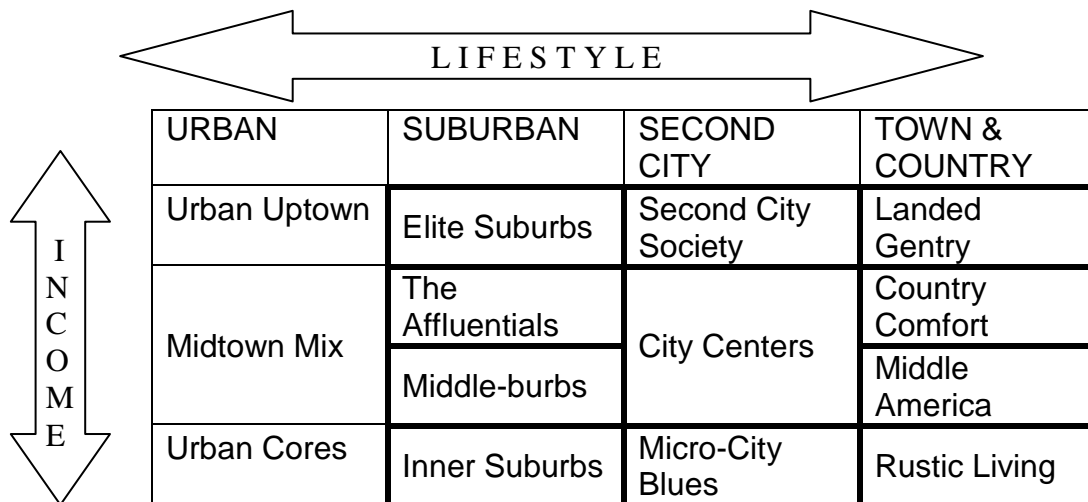 L I F E S T Y L E
URBAN
SUBURBAN
SECOND
CITY
TOWN &
COUNTRY
I
N
C
O
M
E
Urban Uptown
Elite Suburbs
Second City
Society
Landed
Gentry
Midtown Mix
The
Affluentials
Middle-burbs
City Centers
Country
Comfort
Middle
America
Urban Cores
Inner Suburbs
Micro-City
Blues
Rustic Living